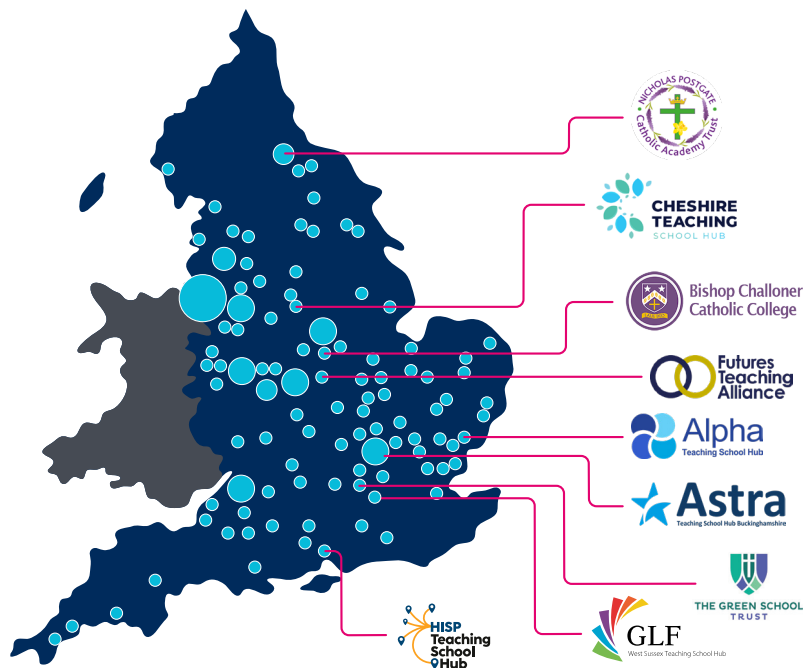 NICHOLAS POSTGATE
Catholic Academy Trust
CHESHIRE
TEACHING
SCHOOL HUB
Bishop Challoner
Catholic College
Futures
Teaching
Alliance
Alpha
Teaching School Hub
Astra
Teaching School Hub Buckinghamshire
THE GREEN SCHOOL
TRUST
GLF
West Sussex Teaching School Hub
HISP
Teaching
School
Hub